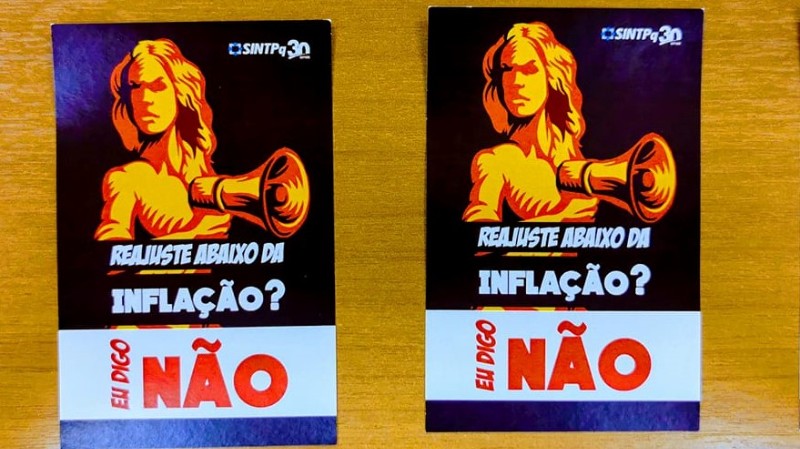 SINTPq 30
REAJUSTE ABAIXO DA
INFLAÇÃO?
EU DIGO
NÃO
SINTPq 30
REAJUSTE ABAIXO DA
INFLAÇÃO?
EU DIGO
NÃO